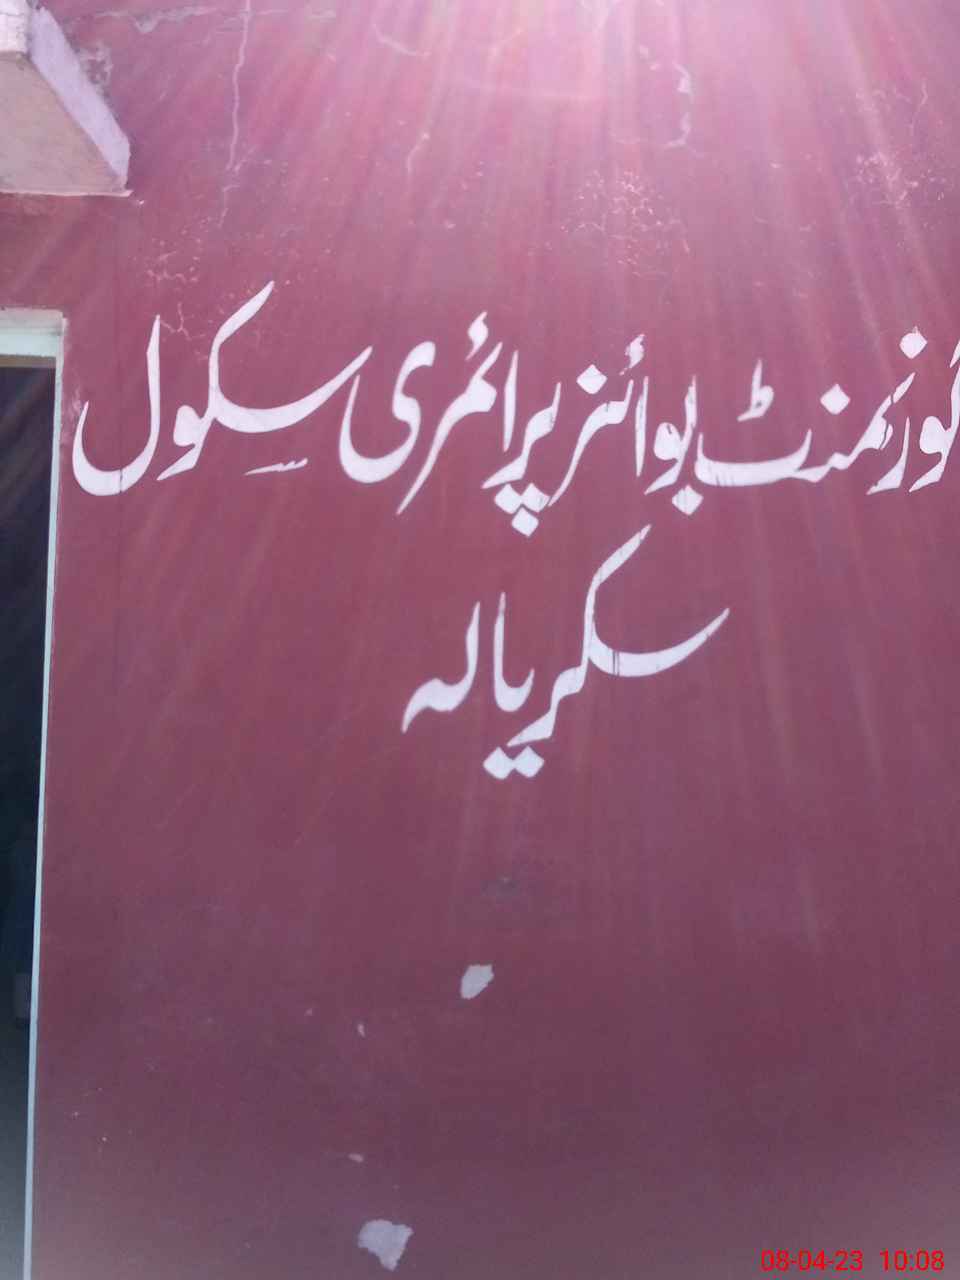 گورنمنٹ بوائز پرائمری سکول
سکریالہ
08-04-23 10:08